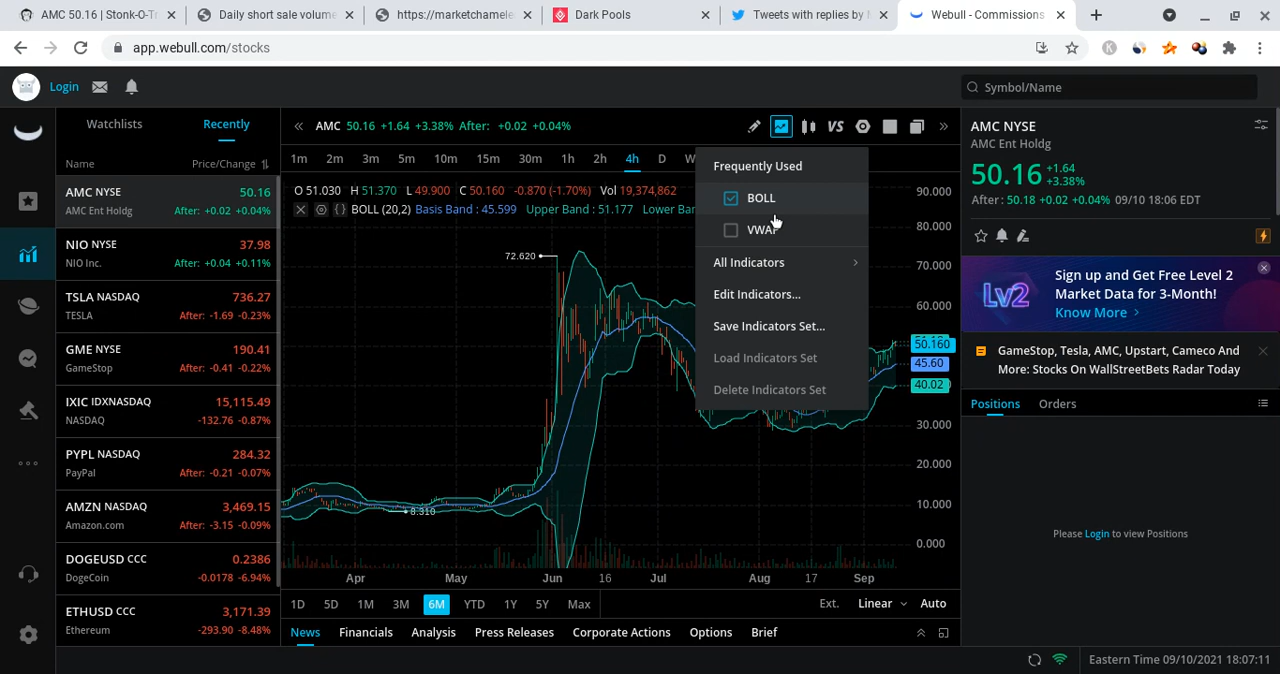 AMC 50.16 | Stonk-O-Tr
Daily short sale volume
https://marketchamele
Dark Pools
Tweets with replies by M
Webull - Commissions
app.webull.com/stocks
K
Login
Symbol/Name
Watchlists
Recently
Name
Price/Change
AMC NYSE
50.16
AMC Ent Holdg
After: +0.02 +0.04%
NIO NYSE
37.98
NIO Inc.
After: +0.04 +0.11%
TSLA NASDAQ
736.27
TESLA
After: -1.69 -0.23%
GME NYSE
190.41
GameStop
After: -0.41 -0.22%
IXIC IDXNASDAQ
15,115.49
NASDAQ
-132.76 -0.87%
PYPL NASDAQ
284.32
PayPal
After: -0.21 -0.07%
AMZN NASDAQ
3,469.15
Amazon.com
After: -3.15 -0.09%
DOGEUSD CCC
0.2386
DogeCoin
-0.0178 -6.94%
ETHUSD CCC
3,171.39
Ethereum
-293.90 -8.48%
AMC 50.16 +1.64 +3.38% After: +0.02 +0.04%
VS
1m 2m 3m 5m 10m 15m 30m 1h 2h 4h D W
O 51.030 H 51.370 L 49.900 C 50.160 -0.870 (-1.70%) Vol 19,374,862
BOLL (20,2) Basis Band : 45.599 Upper Band : 51.177 Lower Ban
Frequently Used
BOLL
VWAP
All Indicators
Edit Indicators...
Save Indicators Set...
Load Indicators Set
Delete Indicators Set
72.620
8.310
90.000
80.000
70.000
60.000
50.160
45.60
40.02
30.000
20.000
10.000
0.000
Apr May Jun 16 Jul Aug 17 Sep
1D 5D 1M 3M 6M YTD 1Y 5Y Max
Ext. Linear Auto
News Financials Analysis Press Releases Corporate Actions Options Brief
AMC NYSE
AMC Ent Holdg
50.16 +1.64
+3.38%
After : 50.18 +0.02 +0.04% 09/10 18:06 EDT
Lv2
Sign up and Get Free Level 2
Market Data for 3-Month!
Know More
GameStop, Tesla, AMC, Upstart, Cameco And
More: Stocks On WallStreetBets Radar Today
Positions Orders
Please Login to view Positions
Eastern Time 09/10/2021 18:07:11